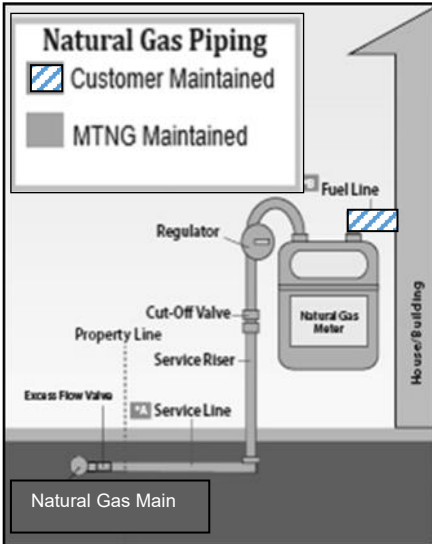 Natural Gas Piping
Customer Maintained
MTNG Maintained
Fuel Line
Regulator
Cut-Off Valve
Natural Gas
Meter
Property Line
House/Building
Service Riser
Excess Flow Valve
*A Service Line
Natural Gas Main